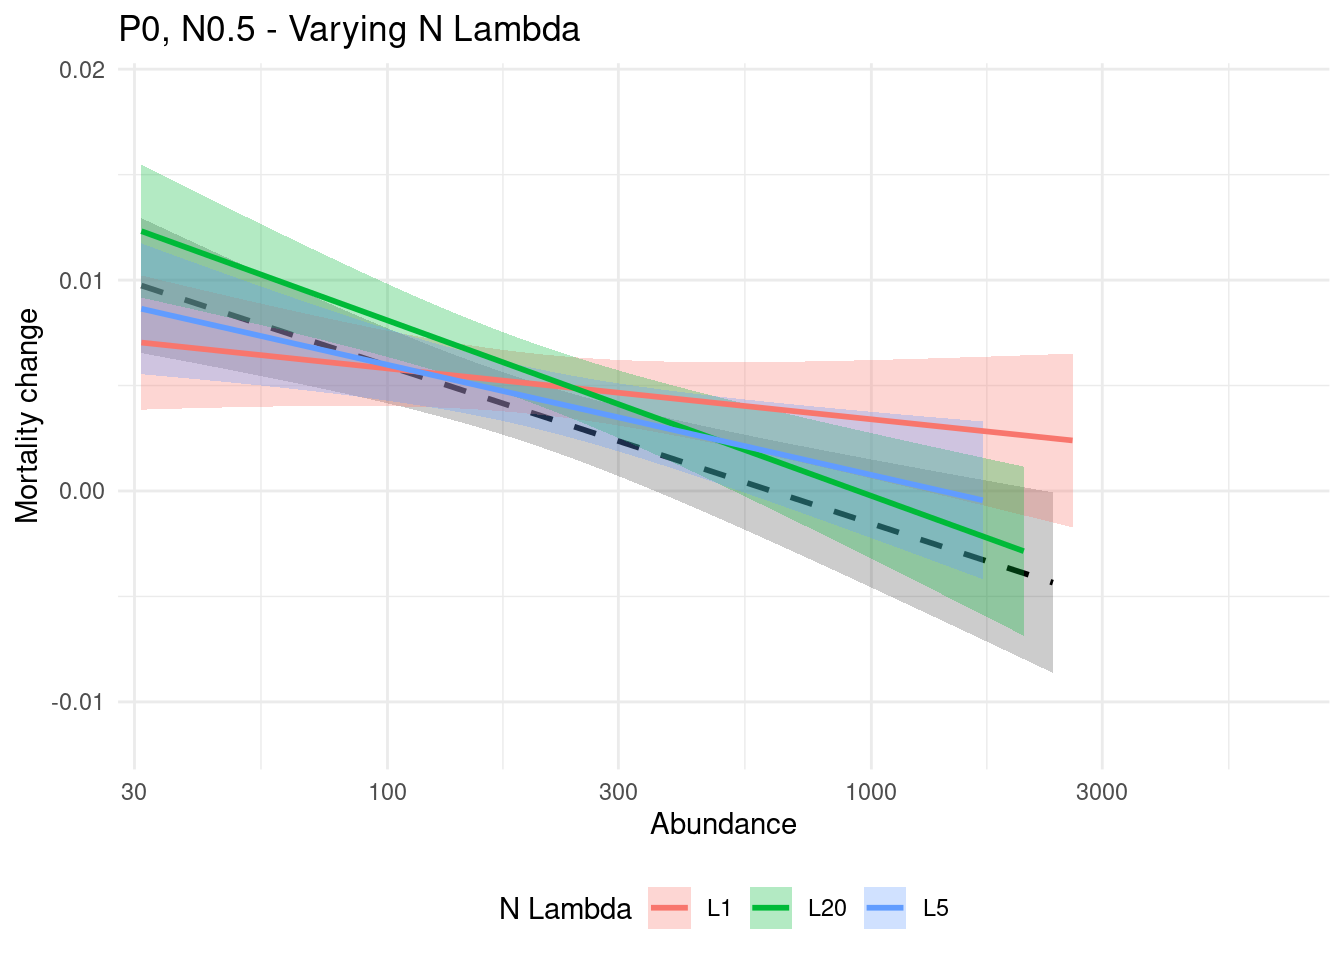 P0, N0.5 - Varying N Lambda
0.02
0.01
0.00
-0.01
Mortality change
30 100 300 1000 3000
Abundance
N Lambda L1 L20 L5